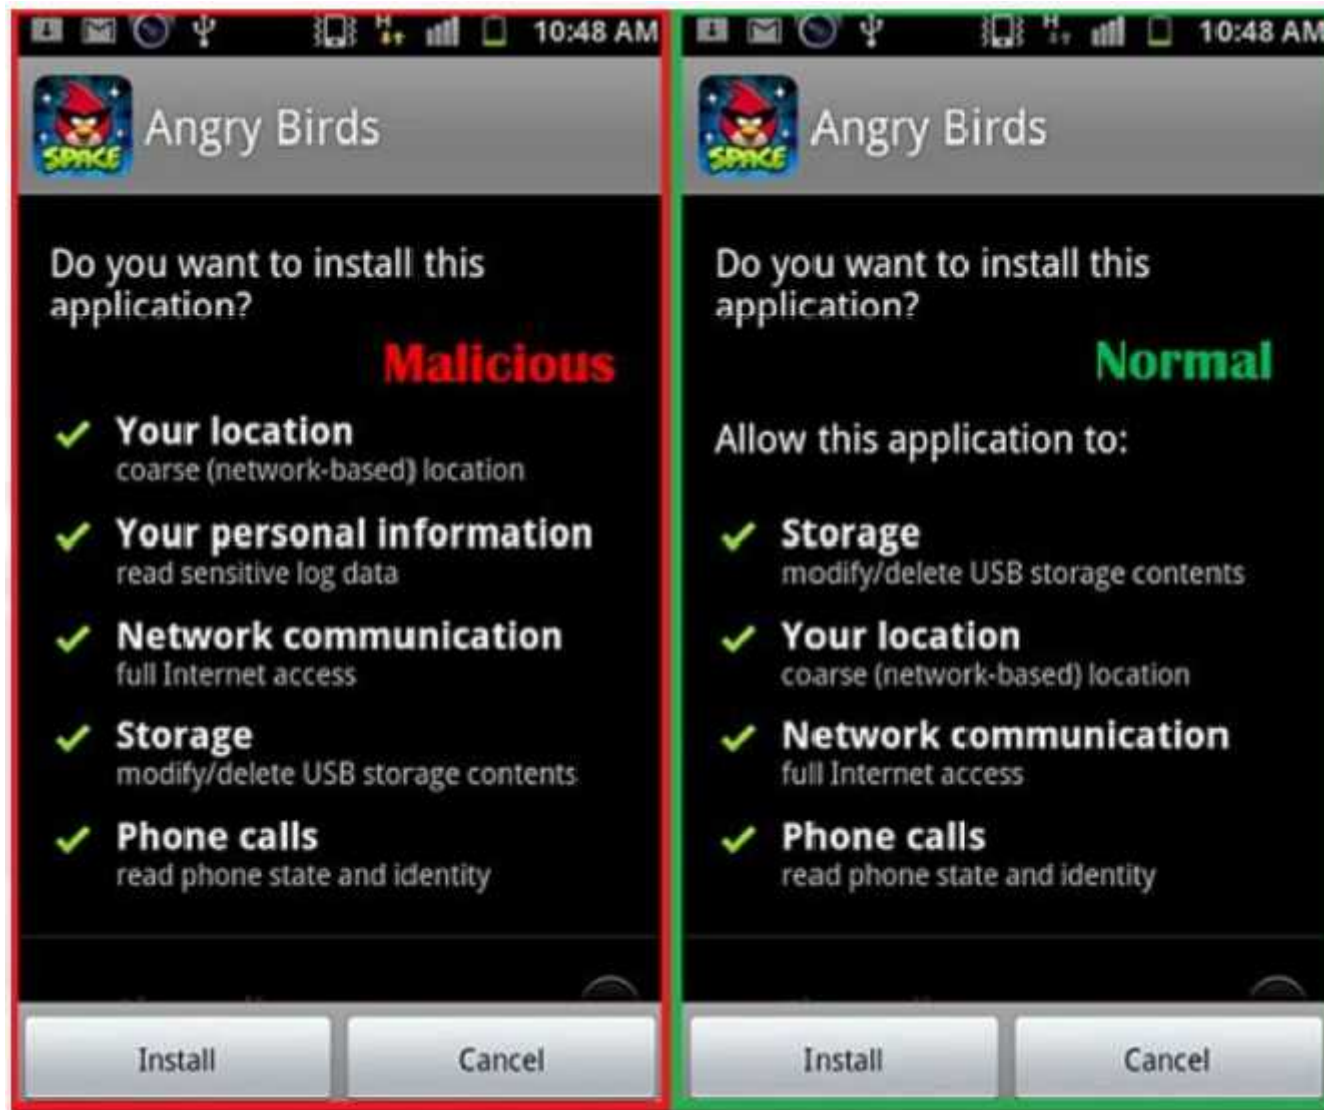 10:48 AM
SPACE
Angry Birds
Do you want to install this
application?
Malicious
Your location
coarse (network-based) location
Your personal information
read sensitive log data
Network communication
full Internet access
Storage
modify/delete USB storage contents
Phone calls
read phone state and identity
Install
Cancel
10:48 AM
SPACE
Angry Birds
Do you want to install this
application?
Normal
Allow this application to:
Storage
modify/delete USB storage contents
Your location
coarse (network-based) location
Network communication
full Internet access
Phone calls
read phone state and identity
Install
Cancel